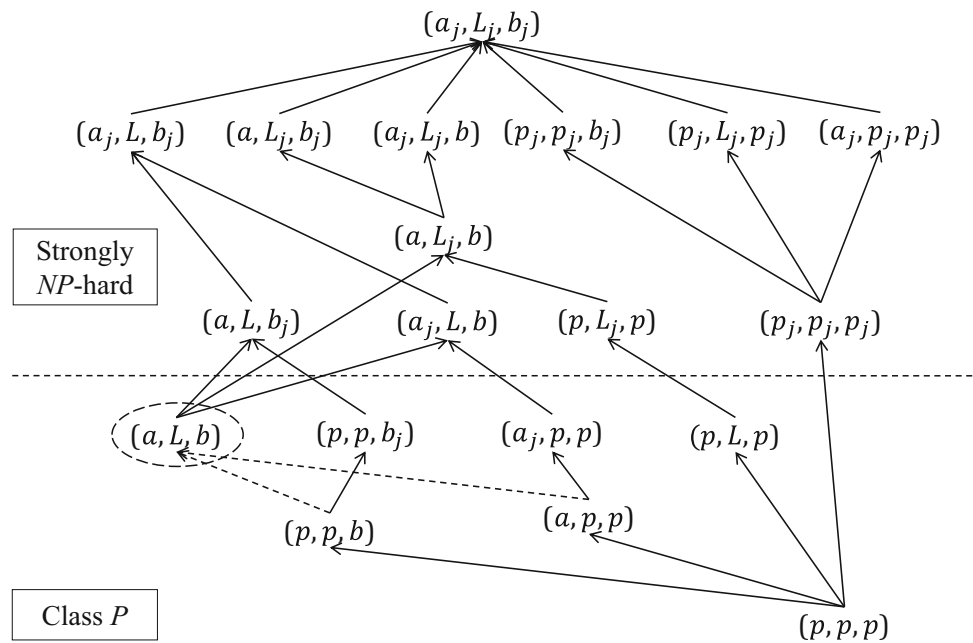 (a_j, L_j, b_j)
(a_j, L, b_j) (a, L_j, b_j) (a_j, L_j, b) (p_j, p_j, b_j) (p_j, L_j, p_j) (a_j, p_j, p_j)
(a, L_j, b)
Strongly
NP-hard
(a, L, b_j) (a_j, L, b) (p, L_j, p) (p_j, p_j, p_j)
(a, L, b) (p, p, b_j) (a_j, p, p) (p, L, p)
(p, p, b) (a, p, p)
Class P (p, p, p)